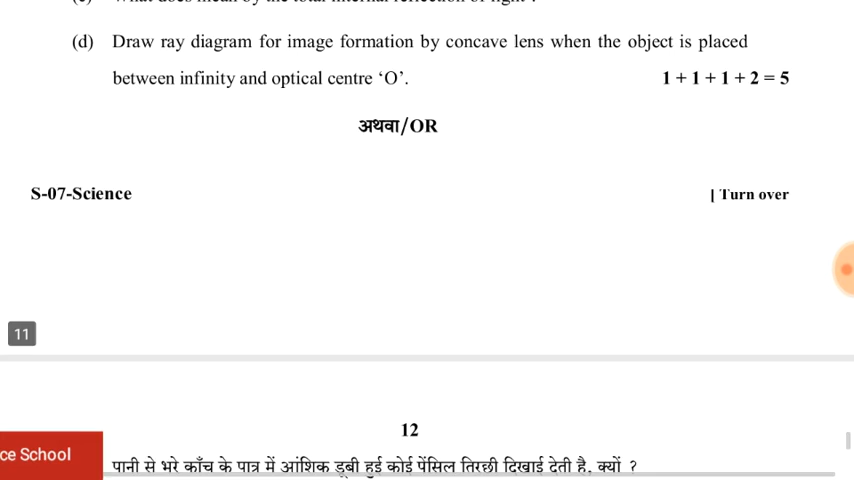 (d) Draw ray diagram for image formation by concave lens when the object is placed
between infinity and optical centre ‘O’. 1 + 1 + 1 + 2 = 5
अथवा/OR
S-07-Science | Turn over
11
12
ce School
पानी से भरे काँच के पात्र में आंशिक डूबी हुई कोई पेंसिल तिरछी दिखाई देती है, क्यों ?